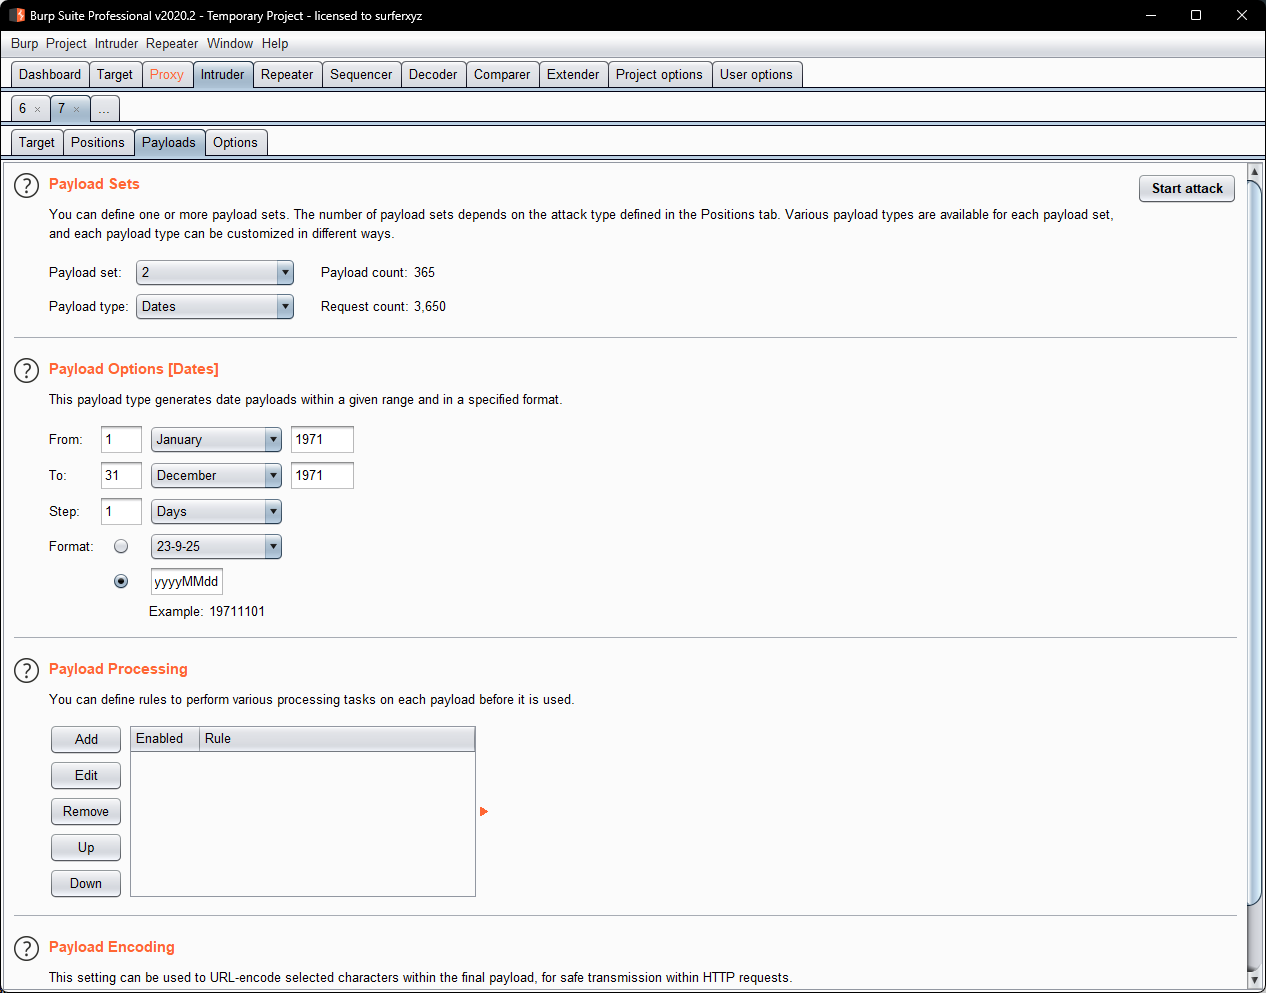 Burp Suite Professional v2020.2 - Temporary Project - licensed to surferxyz
Burp Project Intruder Repeater Window Help
Dashboard Target Proxy Intruder Repeater Sequencer Decoder Comparer Extender Project options User options
6 × 7 × ...
Target Positions Payloads Options
? Payload Sets
Start attack
You can define one or more payload sets. The number of payload sets depends on the attack type defined in the Positions tab. Various payload types are available for each payload set,
and each payload type can be customized in different ways.
Payload set: 2 Payload count: 365
Payload type: Dates Request count: 3,650
? Payload Options [Dates]
This payload type generates date payloads within a given range and in a specified format.
From: 1 January 1971
To: 31 December 1971
Step: 1 Days
Format: 23-9-25
yyyyMMdd
Example: 19711101
? Payload Processing
You can define rules to perform various processing tasks on each payload before it is used.
Add
Enabled Rule
Edit
Remove
Up
Down
? Payload Encoding
This setting can be used to URL-encode selected characters within the final payload, for safe transmission within HTTP requests.